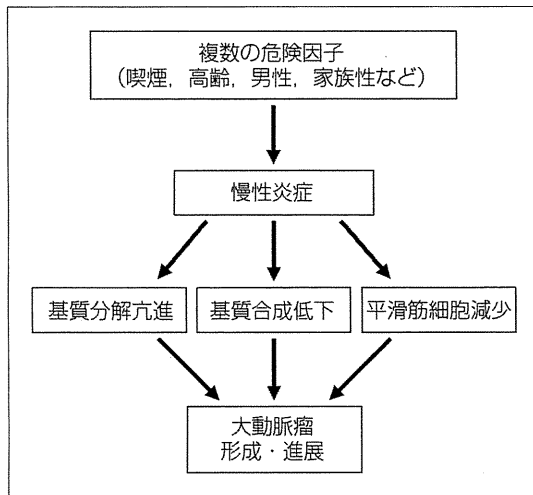 複数の危険因子
(喫煙，高齢，男性，家族性など)
慢性炎症
基質分解亢進
基質合成低下
平滑筋細胞減少
大動脈瘤
形成・進展